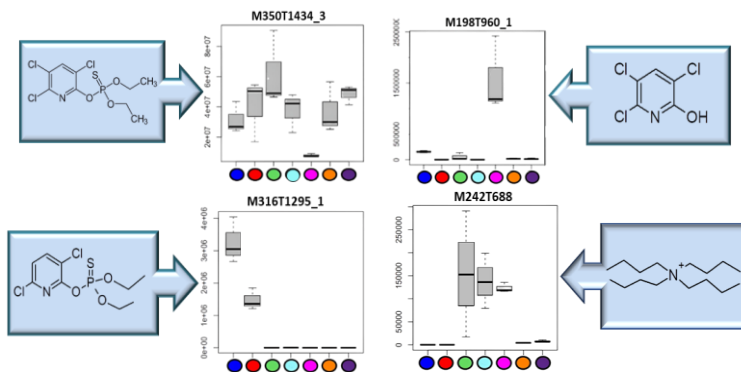 M350T1434_3
M198T960_1
Cl
Cl
Cl
N
O
P
S
O
CH3
O
CH3
2e+07
4e+07
6e+07
8e+07
0
500000
1500000
2500000
Cl
Cl
Cl
N
OH
M316T1295_1
M242T688
Cl
Cl
N
O
P
S
O
O
0e+00
1e+06
2e+06
3e+06
4e+06
0
50000
150000
250000
N+